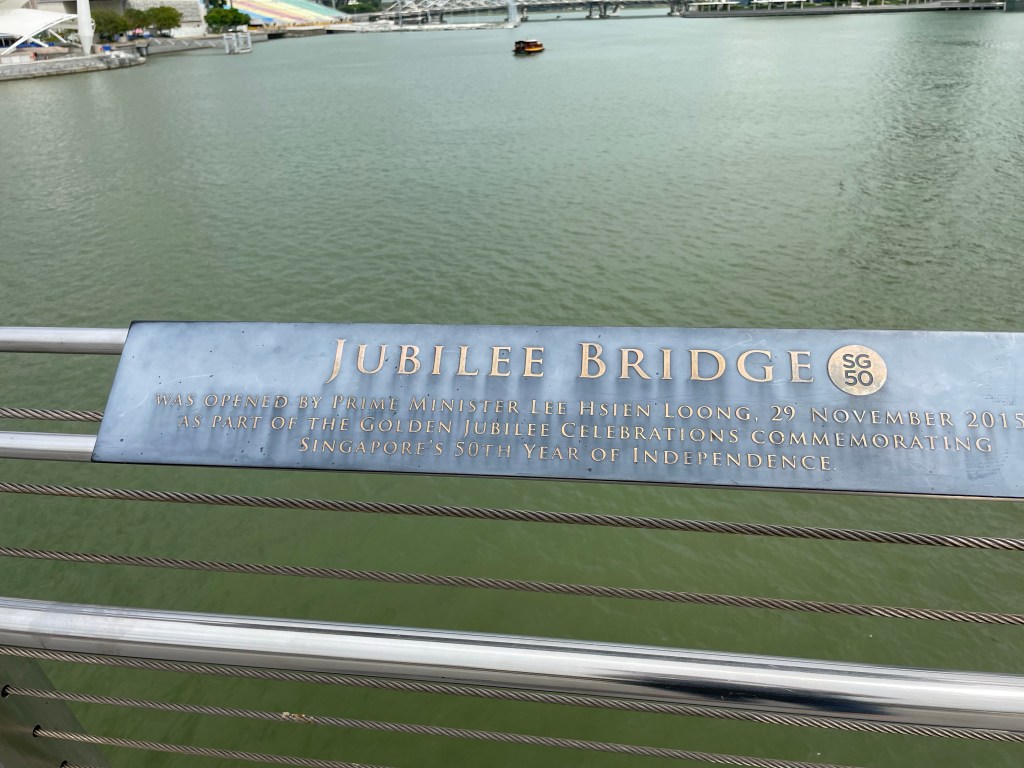 JUBILEE BRIDGE SG 50
WAS OPENED BY PRIME MINISTER LEE HSIEN LOONG, 29 NOVEMBER 2015
AS PART OF THE GOLDEN JUBILEE CELEBRATIONS COMMEMORATING
SINGAPORE'S 50TH YEAR OF INDEPENDENCE.